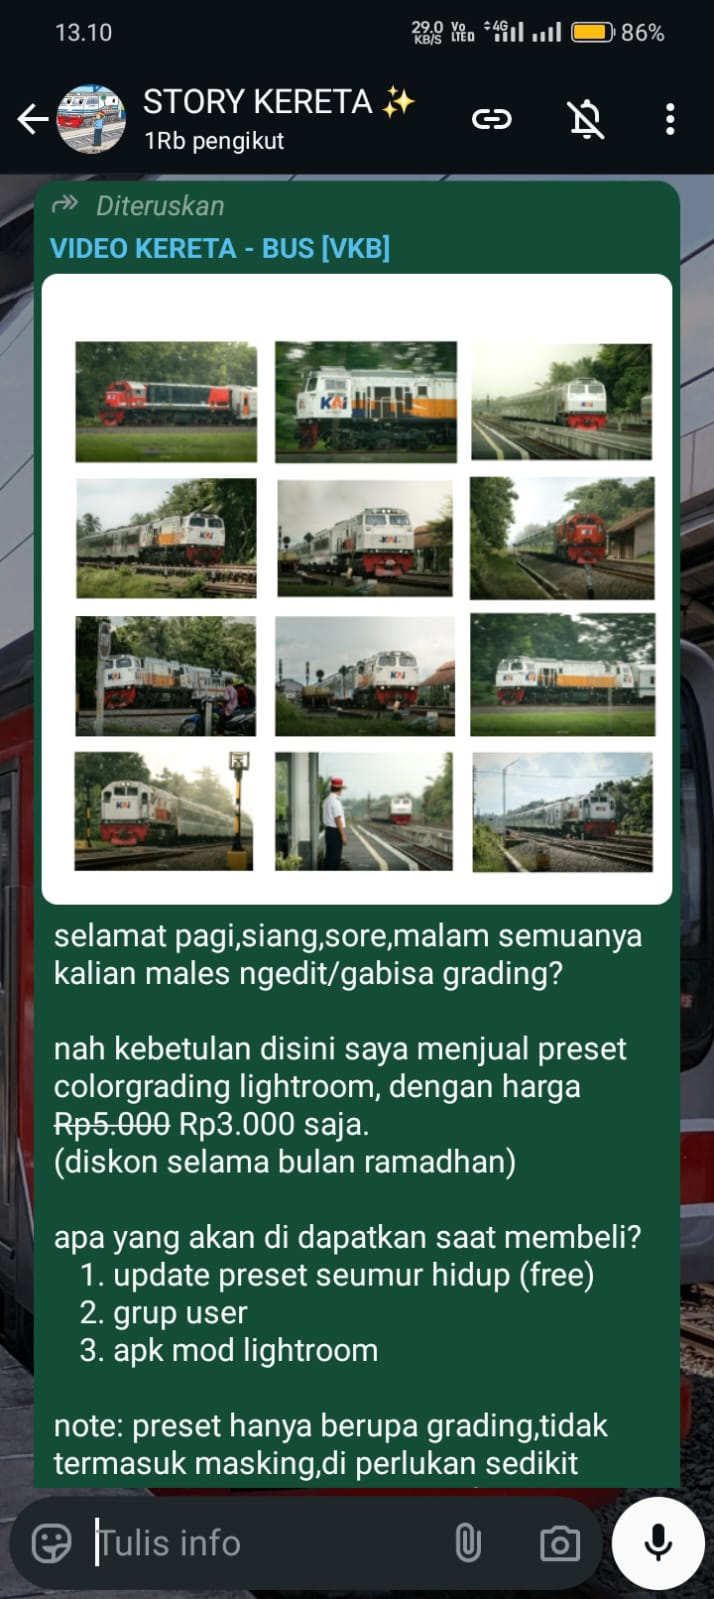 13.10
29.0 KB/S
Vo LTED
4G
86%
STORY KERETA ✨
1Rb pengikut
Diteruskan
VIDEO KERETA - BUS [VKB]
KAI
selamat pagi,siang,sore,malam semuanya
kalian males ngedit/gabisa grading?
nah kebetulan disini saya menjual preset
colorgrading lightroom, dengan harga
Rp5.000 Rp3.000 saja.
(diskon selama bulan ramadhan)
apa yang akan di dapatkan saat membeli?
1. update preset seumur hidup (free)
2. grup user
3. apk mod lightroom
note: preset hanya berupa grading,tidak
termasuk masking,di perlukan sedikit
Tulis info